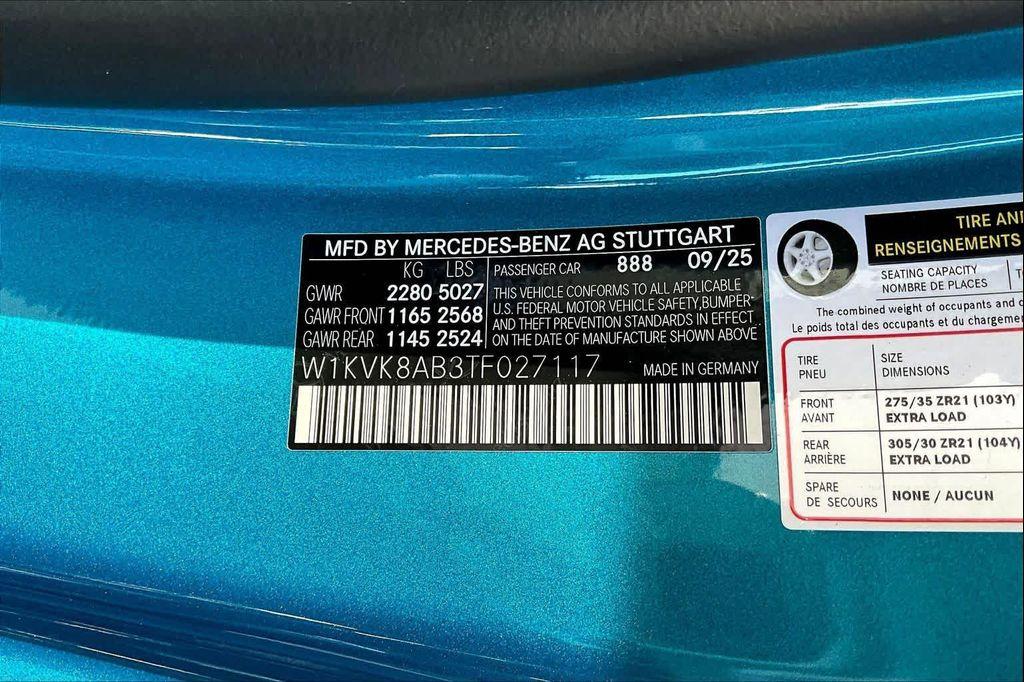 MFD BY MERCEDES-BENZ AG STUTTGART
KG LBS
PASSENGER CAR 888 09/25
GVWR 2280 5027
GAWR FRONT 1165 2568
GAWR REAR 1145 2524
THIS VEHICLE CONFORMS TO ALL APPLICABLE
U.S. FEDERAL MOTOR VEHICLE SAFETY,BUMPER-
AND THEFT PREVENTION STANDARDS IN EFFECT
ON THE DATE OF MANUFACTURE SHOWN ABOVE
W1KVK8AB3TF027117 MADE IN GERMANY
TIRE
RENSEIGNEMENTS
SEATING CAPACITY
NOMBRE DE PLACES
The combined weight of occupants and
Le poids total des occupants et du
TIRE
PNEU
SIZE
DIMENSIONS
FRONT
AVANT
275/35 ZR21 (103Y)
EXTRA LOAD
REAR
ARRIÈRE
305/30 ZR21 (104Y)
EXTRA LOAD
SPARE
DE SECOURS
NONE / AUCUN